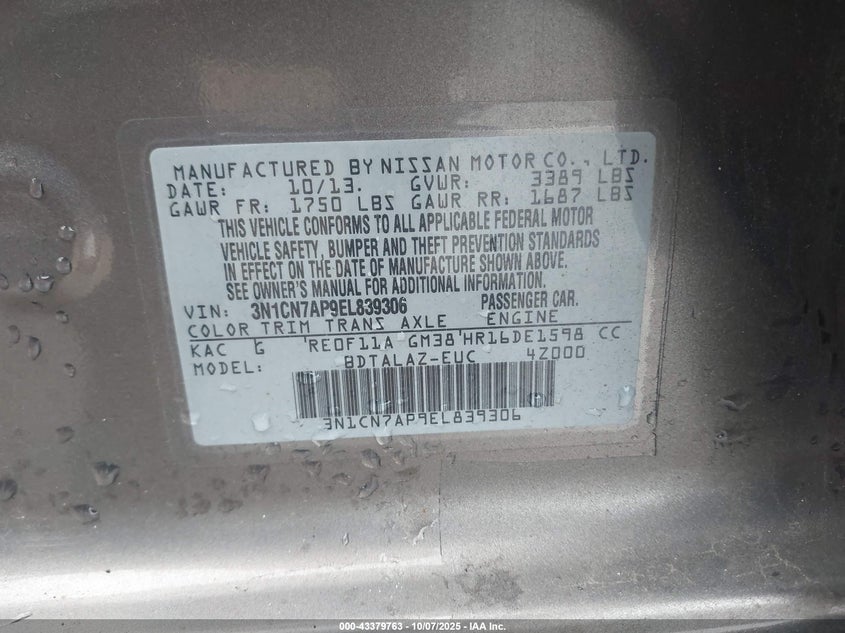 MANUFACTURED BY NISSAN MOTOR CO., LTD.
DATE: 10/13. GVWR: 3389 LBS
GAWR FR: 1750 LBS GAWR RR: 1687 LBS
THIS VEHICLE CONFORMS TO ALL APPLICABLE FEDERAL MOTOR
VEHICLE SAFETY, BUMPER AND THEFT PREVENTION STANDARDS
IN EFFECT ON THE DATE OF MANUFACTURE SHOWN ABOVE.
SEE OWNER'S MANUAL FOR ADDITIONAL INFORMATION.
VIN: 3N1CN7AP9EL839306 PASSENGER CAR.
COLOR TRIM TRANS AXLE ENGINE
KAC G 'RE0F11A GM38'HR16DE1598 CC
MODEL: BDTALAZ-EUC 4Z000
3N1CN7AP9EL839306
000-43379763 - 10/07/2025 - IAA Inc.